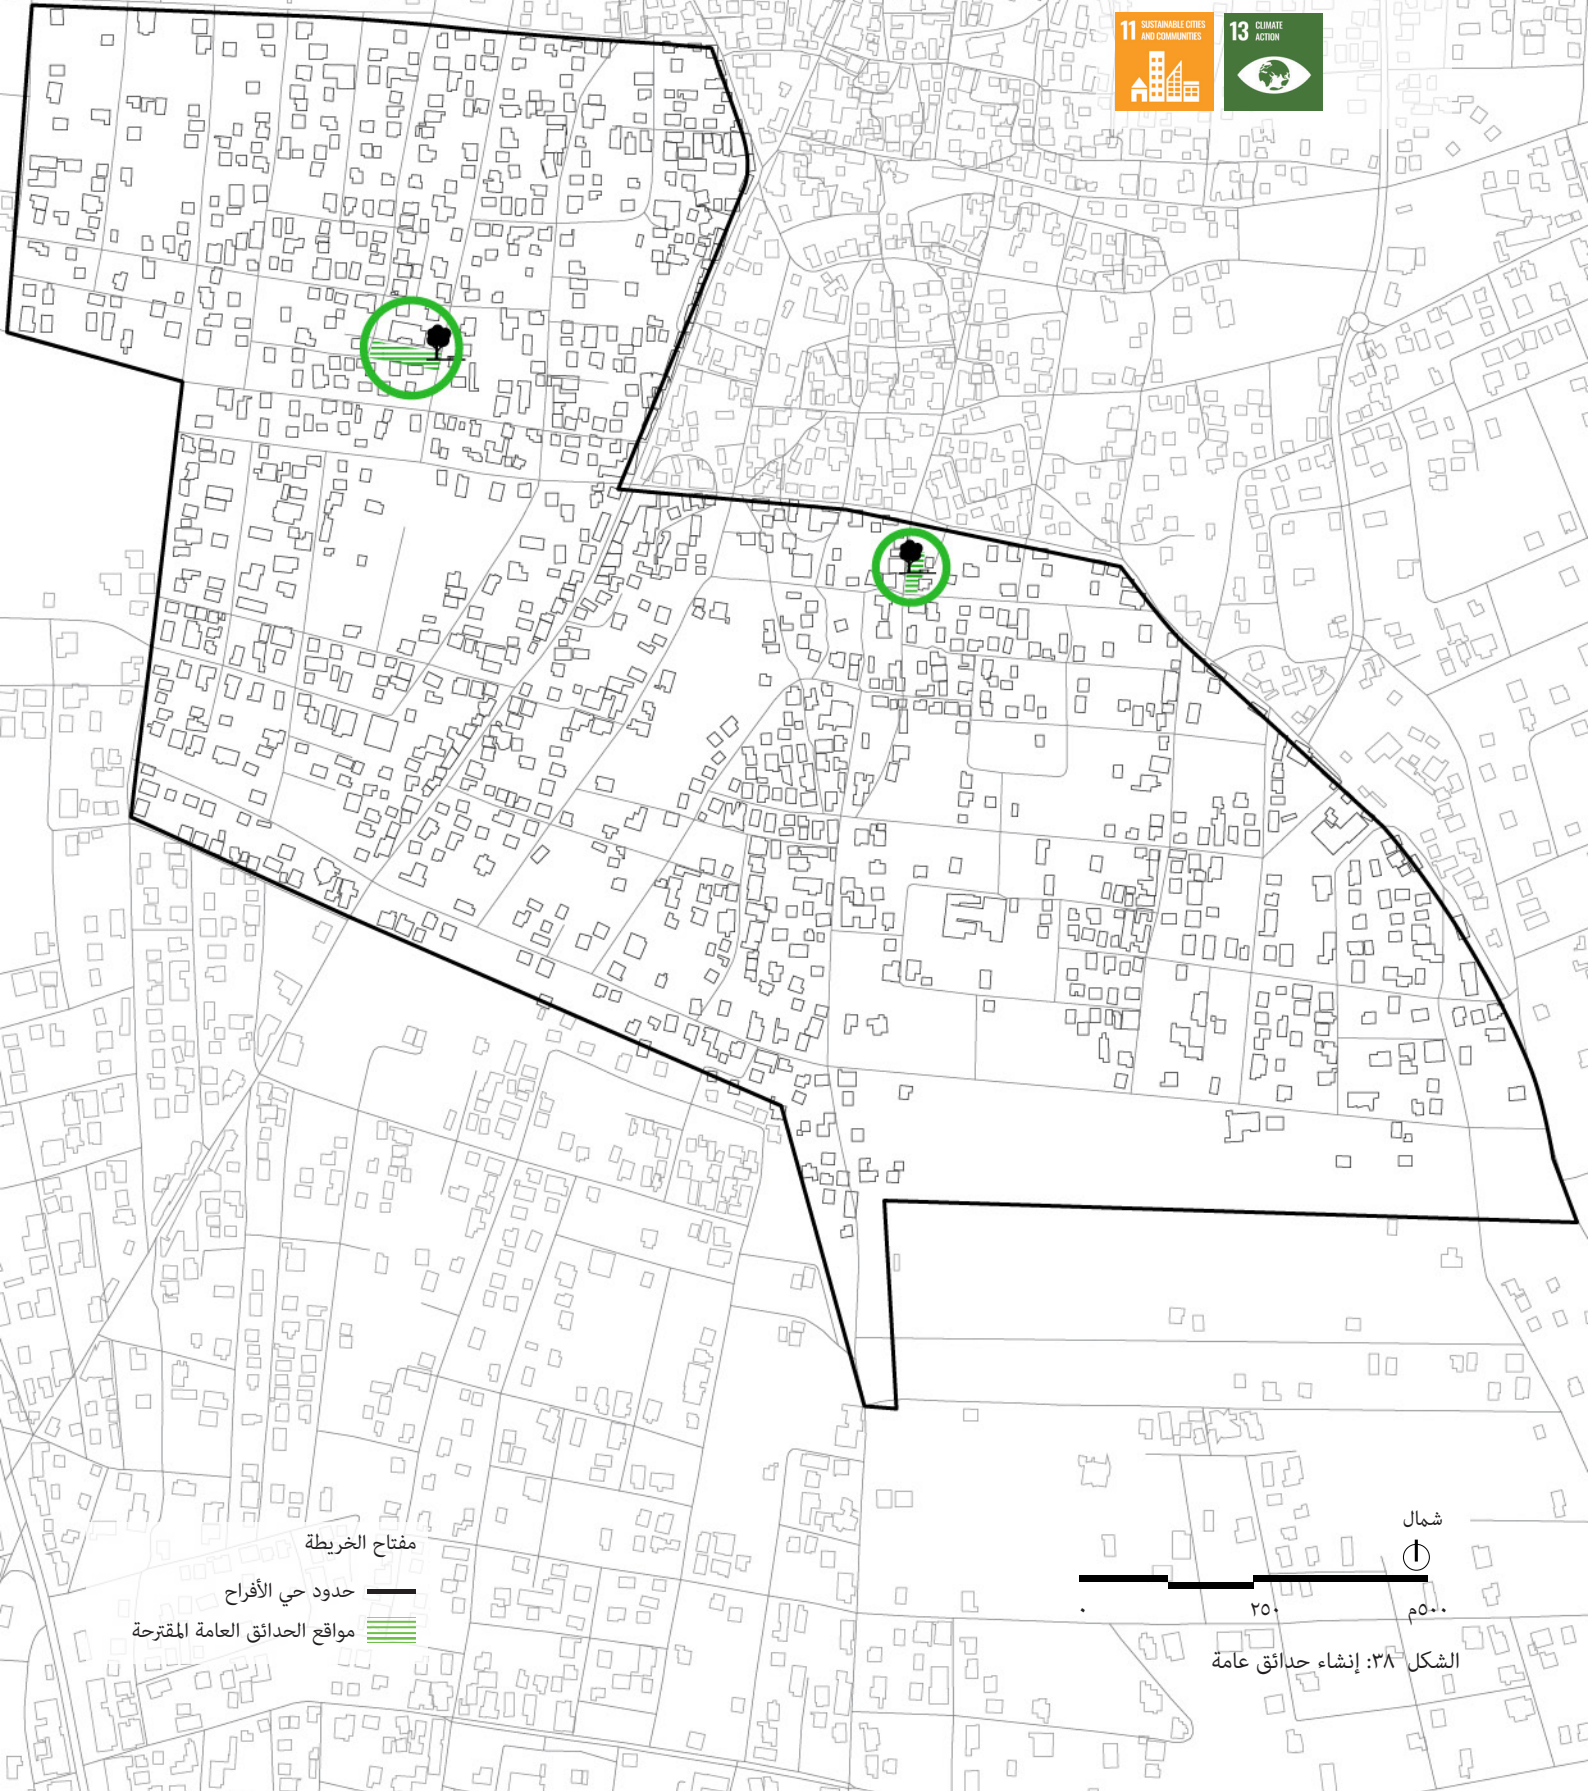 11 SUSTAINABLE CITIES
AND COMMUNITIES
13 CLIMATE
ACTION
مفتاح الخريطة
حدود حي الأفراح
مواقع الحدائق العامة المقترحة
شمال
٠ ٢٥٠ ٥٠٠م
الشكل ٣٨: إنشاء حدائق عامة